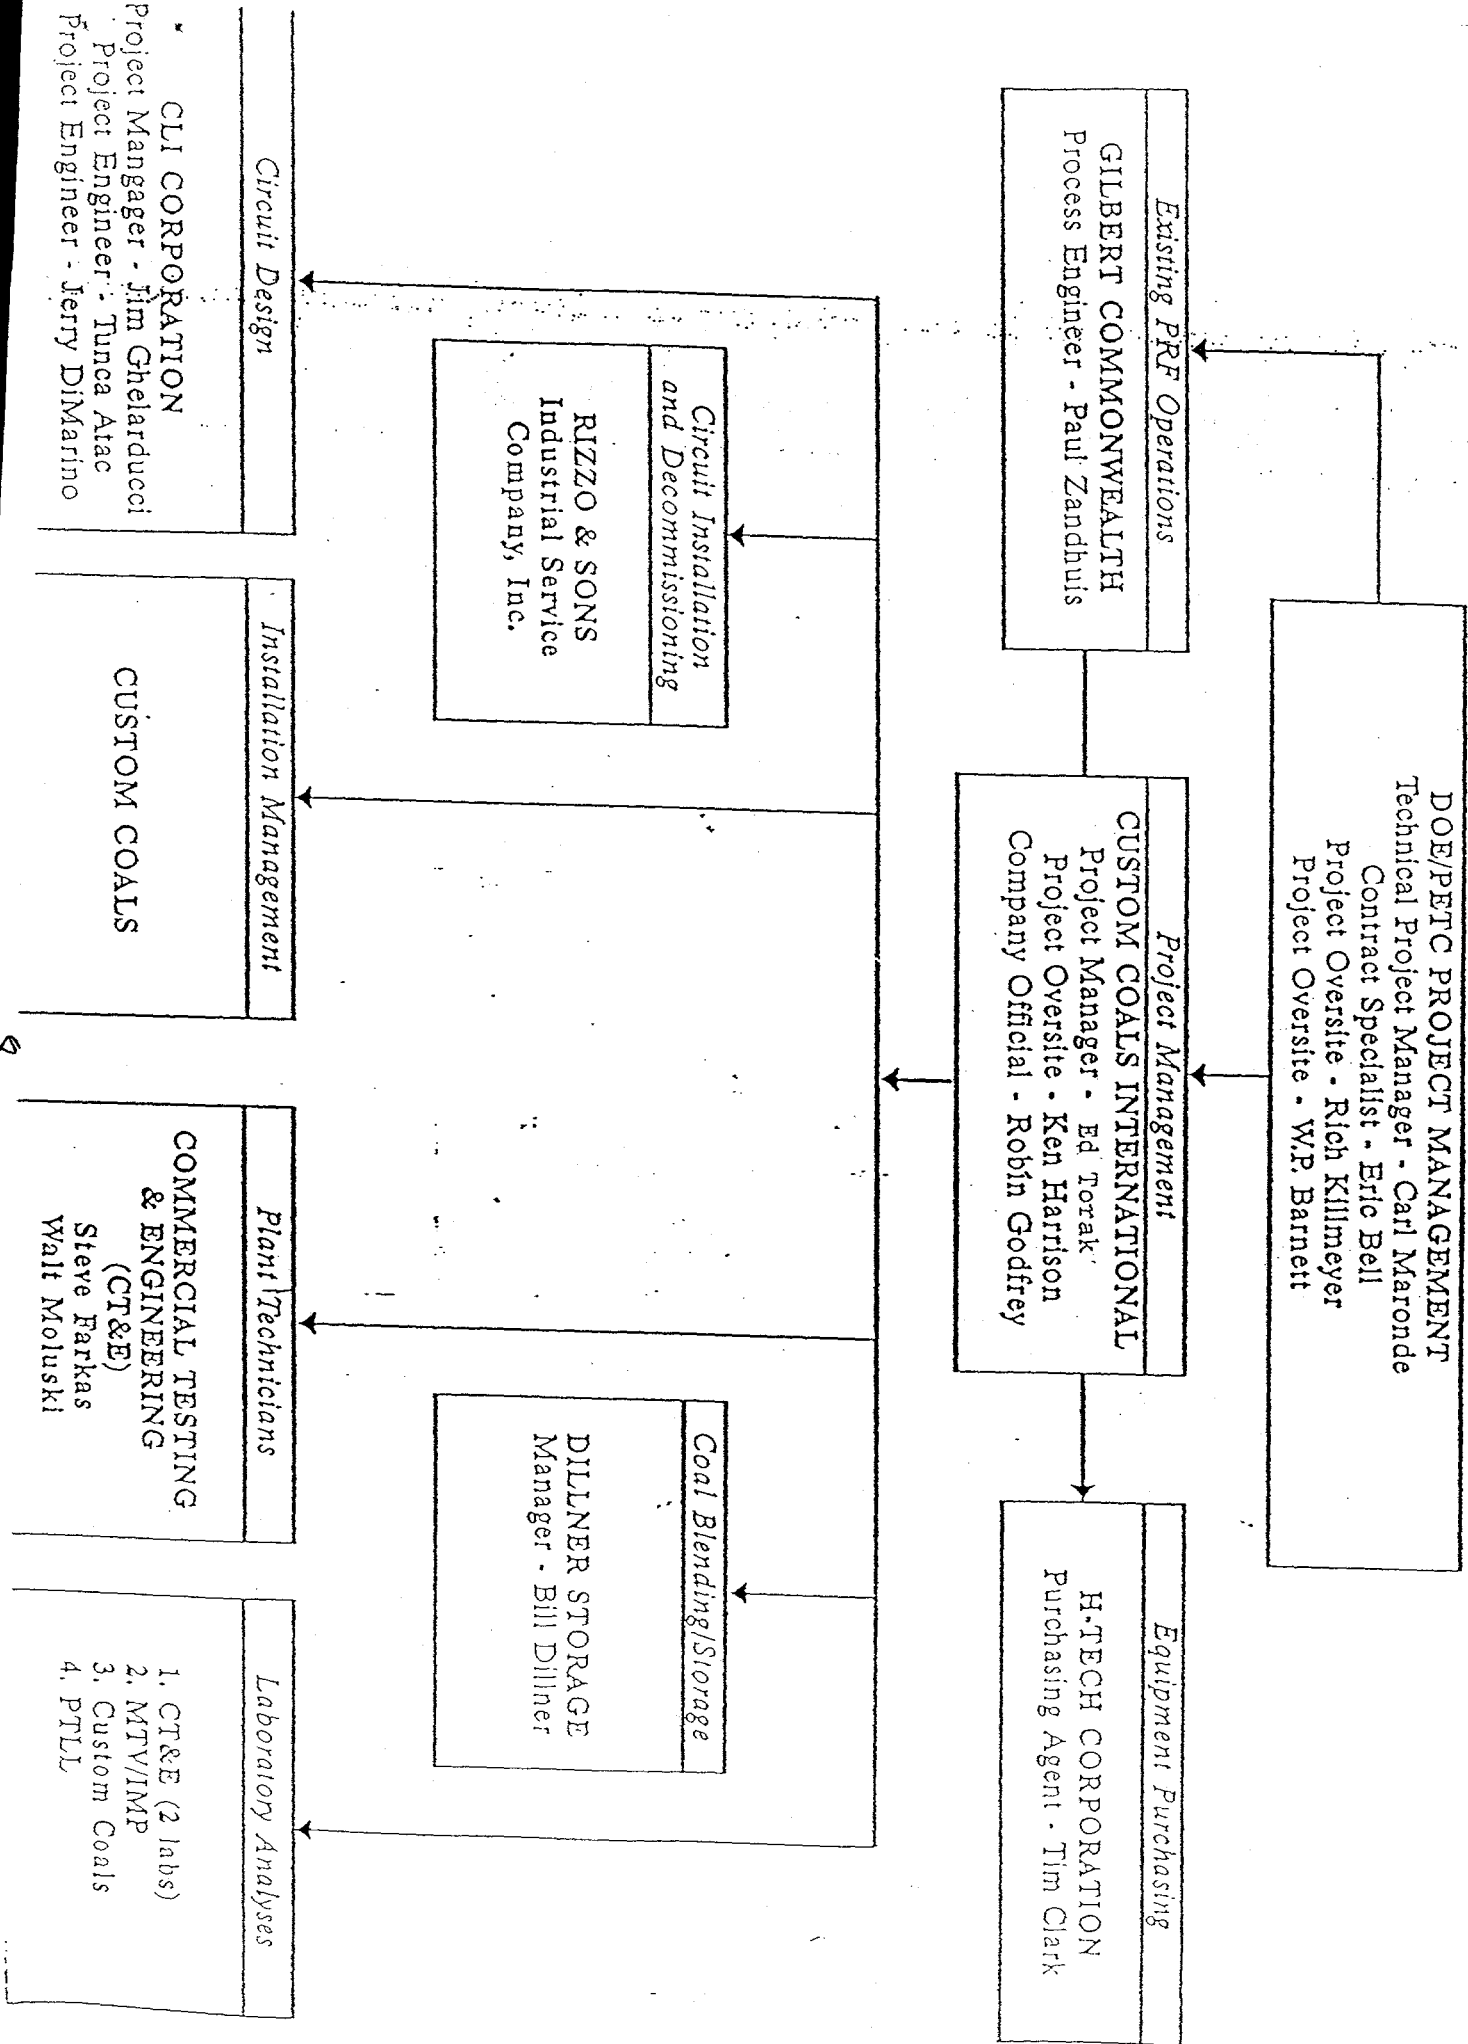 DOE/PETC PROJECT MANAGEMENT
Technical Project Manager - Carl Maronde
Contract Specialist - Eric Bell
Project Oversite - Rich Killmeyer
Project Oversite - W.P. Barnett
Existing PRF Operations
GILBERT COMMONWEALTH
Process Engineer - Paul Zandhuis
Project Management
CUSTOM COALS INTERNATIONAL
Project Manager - Ed Torak
Project Oversite - Ken Harrison
Company Official - Robin Godfrey
Equipment Purchasing
H-TECH CORPORATION
Purchasing Agent - Tim Clark
Circuit Installation
and Decommissioning
RIZZO & SONS
Industrial Service
Company, Inc.
Coal Blending/Storage
DILLNER STORAGE
Manager - Bill Dillner
Circuit Design
CLI CORPORATION
Project Mangager - Jim Ghelarducci
Project Engineer - Tunca Atac
Project Engineer - Jerry DiMarino
Installation Management
CUSTOM COALS
Plant Technicians
COMMERCIAL TESTING
& ENGINEERING
(CT&E)
Steve Farkas
Walt Moluski
Laboratory Analyses
1. CT&E (2 labs)
2. MTV/IMP
3. Custom Coals
4. PTLL